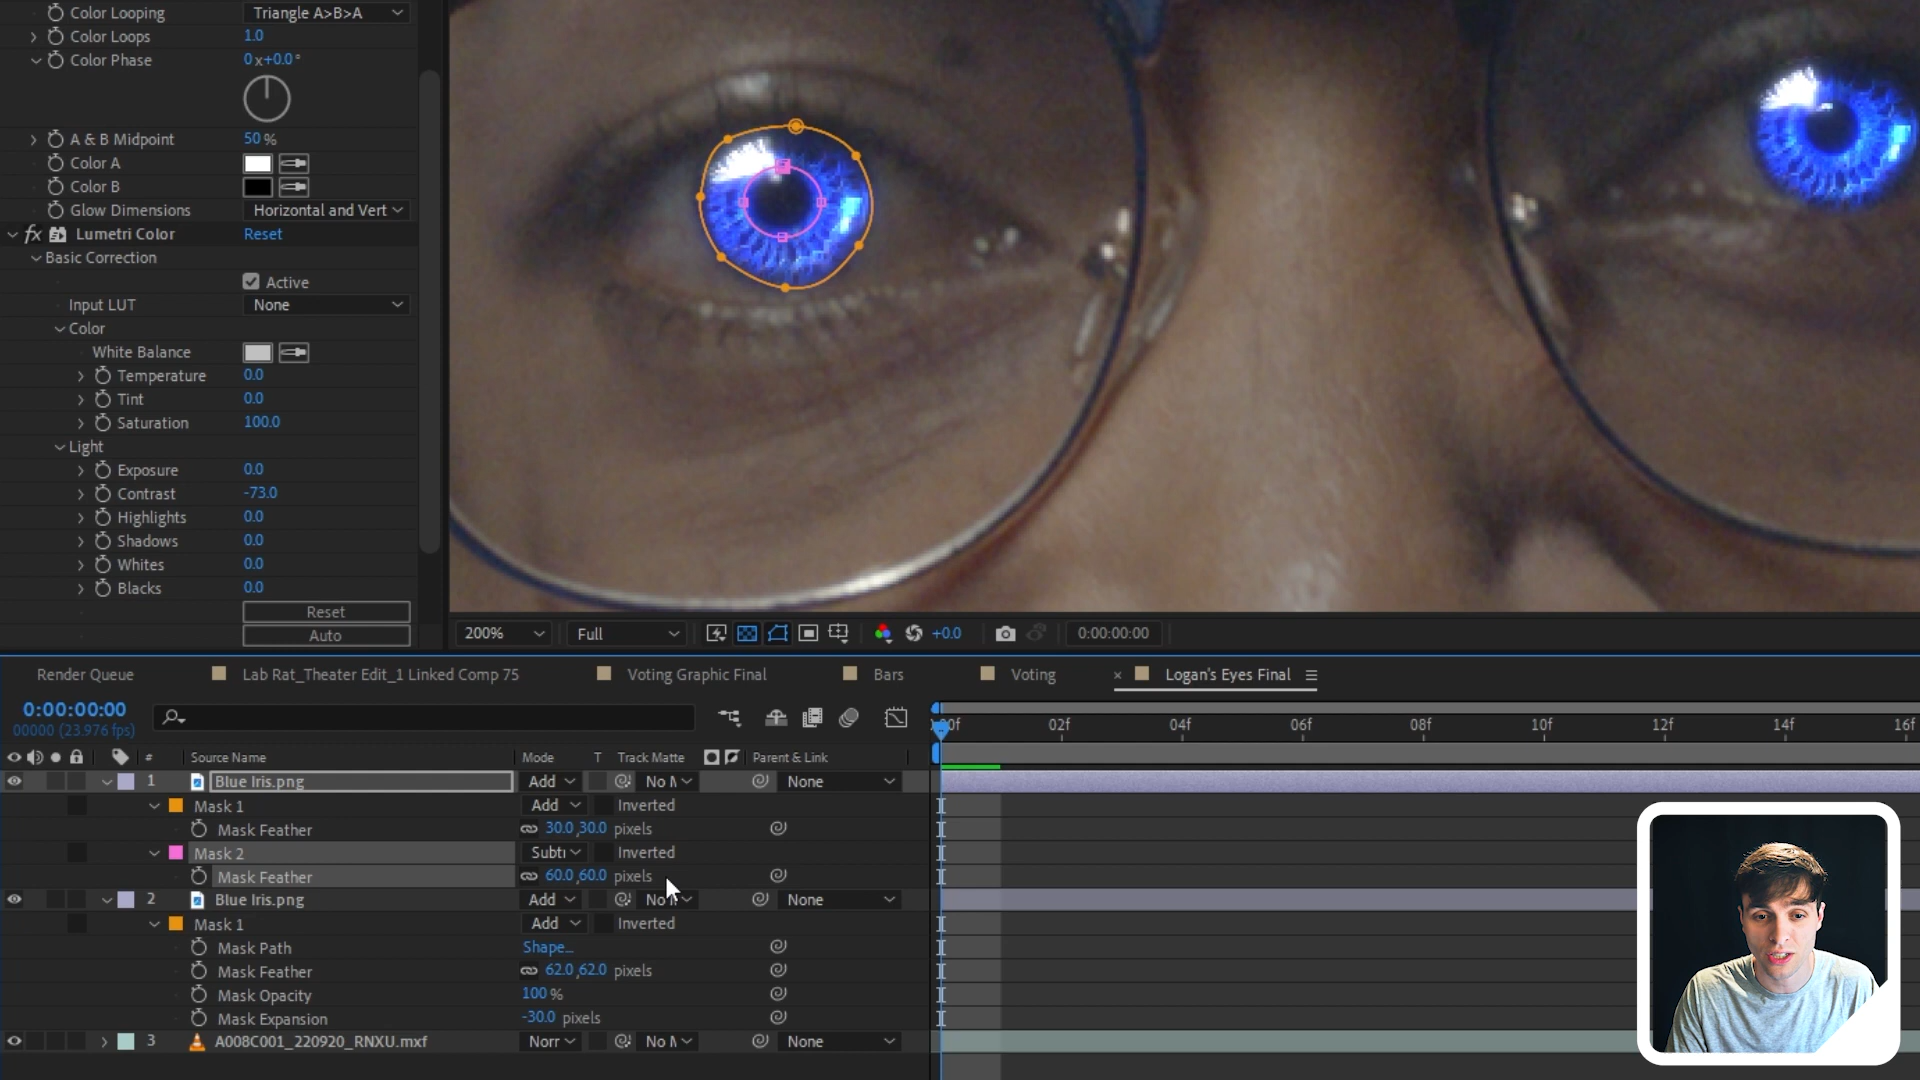 Color Looping Triangle A>B>A
Color Loops 1.0
Color Phase 0 x+0.0 °
A & B Midpoint 50 %
Color A
Color B
Glow Dimensions Horizontal and Vert
fx Lumetri Color Reset
Basic Correction
Active
Input LUT None
Color
White Balance
Temperature 0.0
Tint 0.0
Saturation 100.0
Light
Exposure 0.0
Contrast -73.0
Highlights 0.0
Shadows 0.0
Whites 0.0
Blacks 0.0
Reset
Auto
200% Full +0.0 0:00:00:00
Render Queue Lab Rat_Theater Edit_1 Linked Comp 75 Voting Graphic Final Bars Voting × Logan's Eyes Final
0:00:00:00
00000 (23.976 fps)
00f 02f 04f 06f 08f 10f 12f 14f 16f
# Source Name Mode T Track Matte Parent & Link
1 Blue Iris.png Add No M None
Mask 1 Add Inverted
Mask Feather 30.0,30.0 pixels
Mask 2 Subtr Inverted
Mask Feather 60.0,60.0 pixels
2 Blue Iris.png Add No None
Mask 1 Add Inverted
Mask Path Shape...
Mask Feather 62.0,62.0 pixels
Mask Opacity 100 %
Mask Expansion -30.0 pixels
3 A008C001_220920_RNXU.mxf Norr No M None